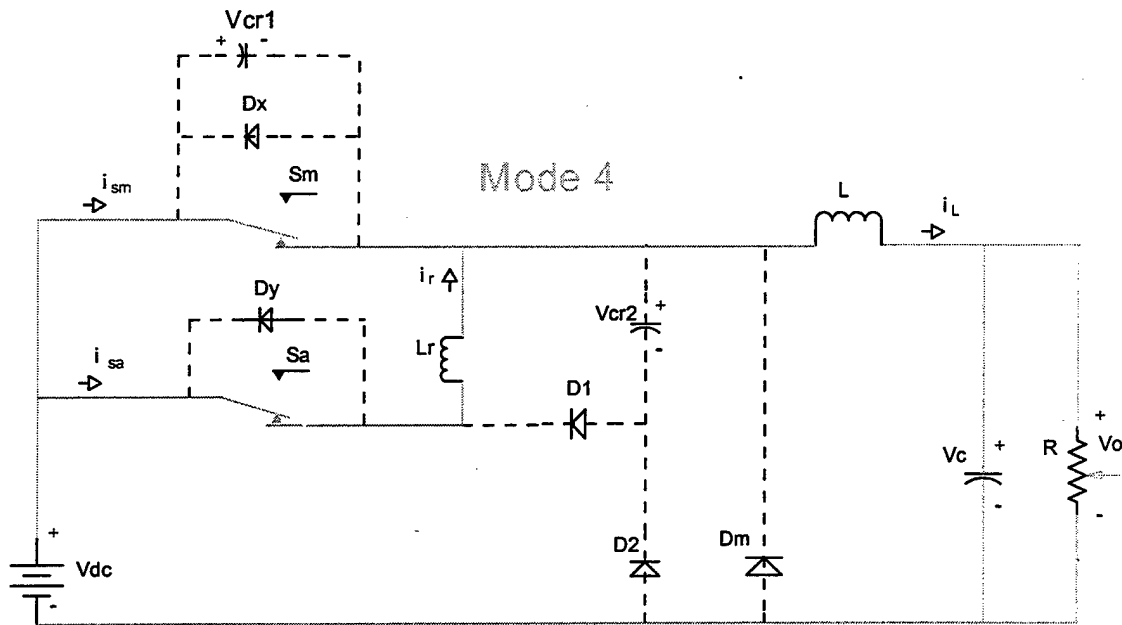 Vcr1
+ -
Dx
Sm
i sm
Mode 4
L
i L
Dy
i r
Vcr2
+
-
Lr
Sa
i sa
D1
+
Vc
+
R
Vo
-
-
D2
Dm
+
Vdc
-